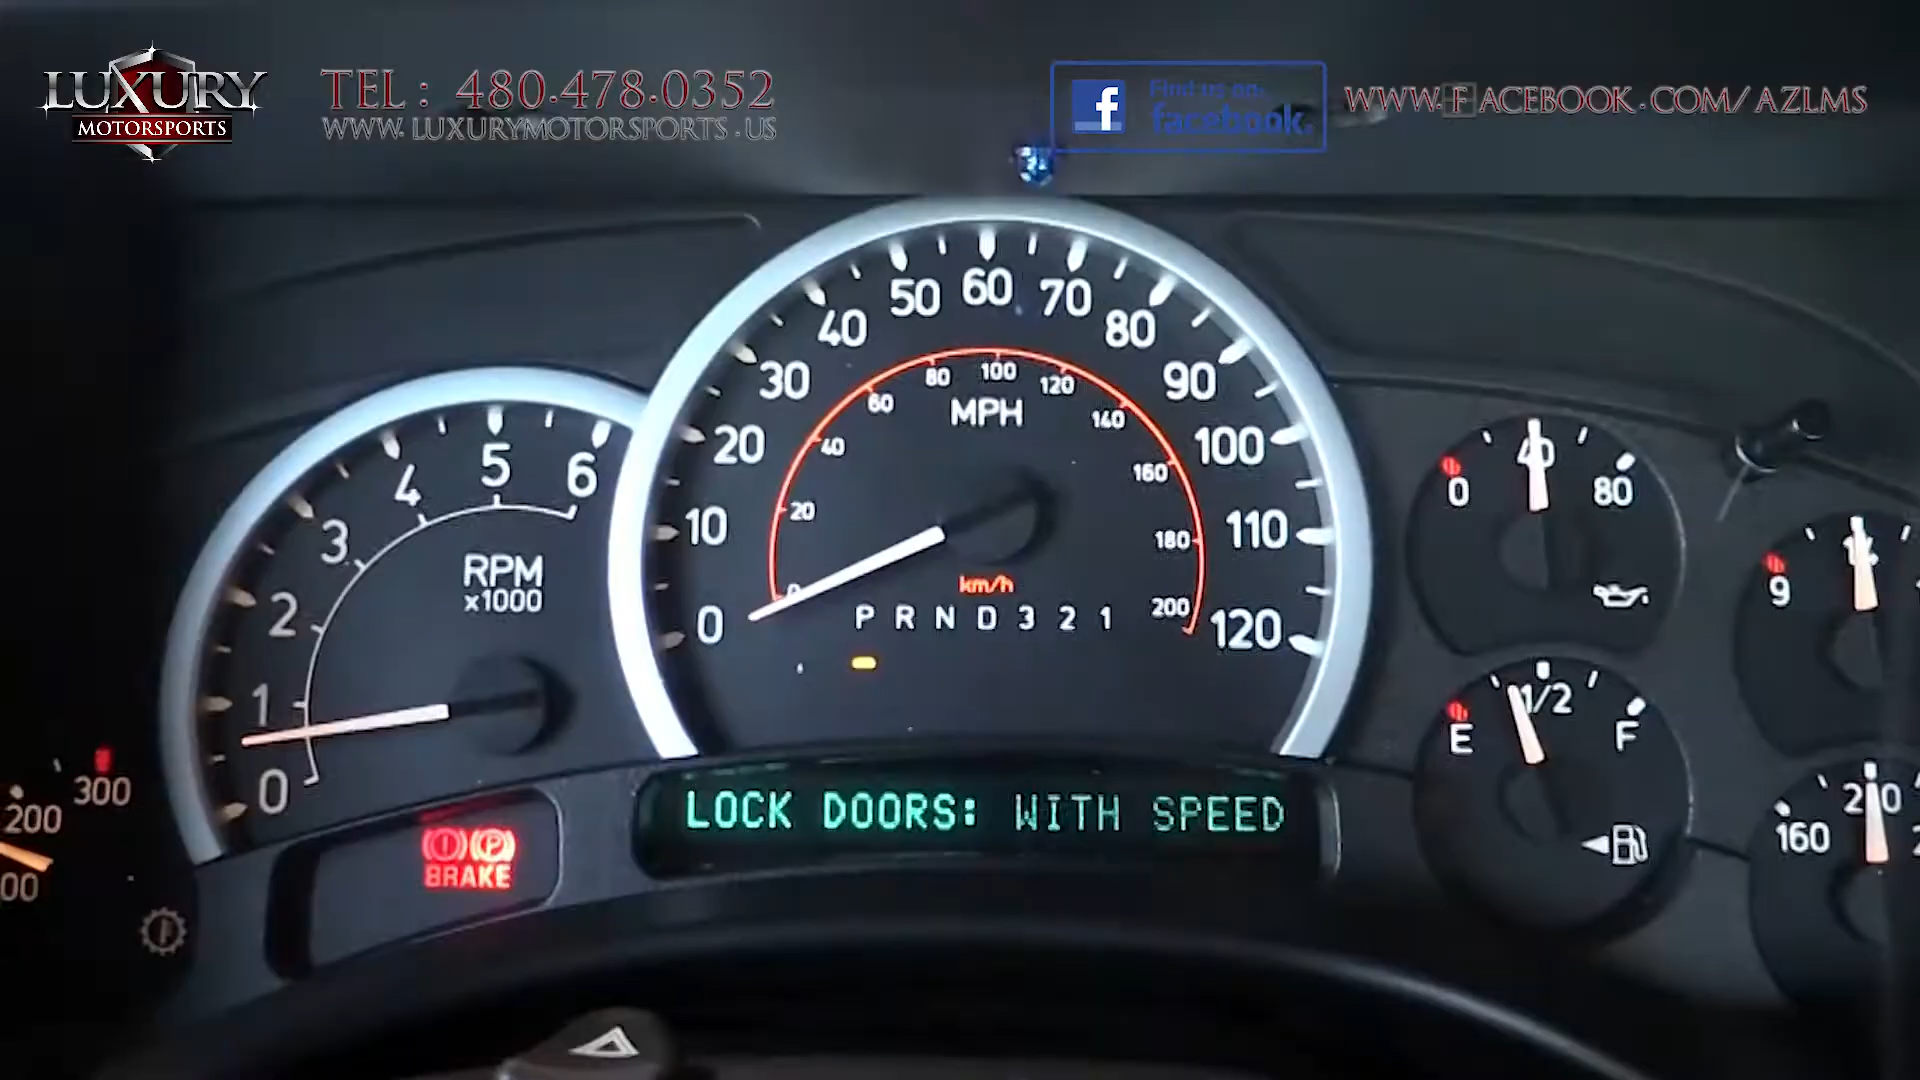 LUXURY
MOTORSPORTS
TEL : 480.478.0352
WWW.LUXURYMOTORSPORTS.US
Find us on
facebook.
WWW.FACEBOOK.COM/AZLMS
0 1 2 3 4 5 6
RPM
x1000
0 10 20 30 40 50 60 70 80 90 100 110 120
0 20 40 60 80 100 120 140 160 180 200
MPH
km/h
P R N D 3 2 1
0 40 80
E 1/2 F
9 14
160 210
200 300
BRAKE
LOCK DOORS: WITH SPEED